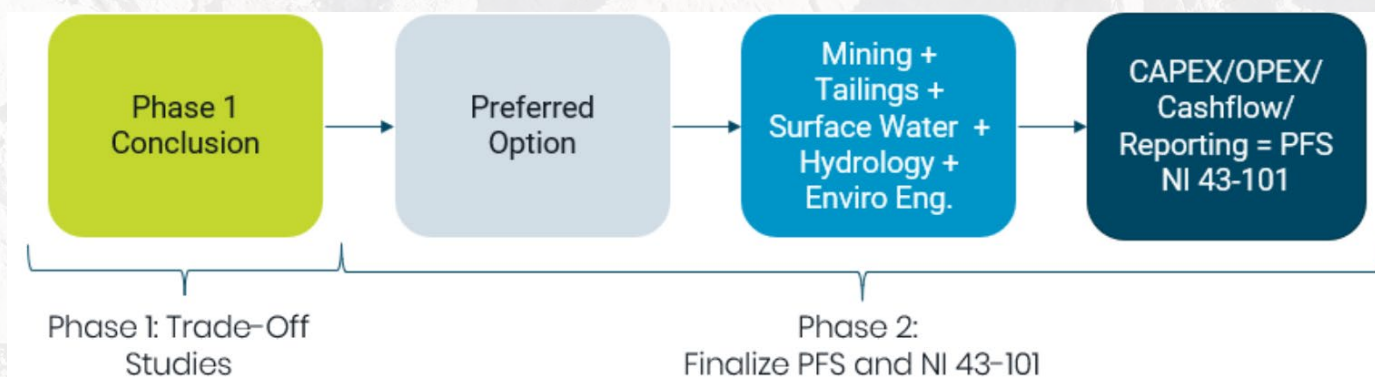 Phase 1
Conclusion
Preferred
Option
Mining +
Tailings +
Surface Water +
Hydrology +
Enviro Eng.
CAPEX/OPEX/
Cashflow/
Reporting = PFS
NI 43-101
Phase 1: Trade-Off
Studies
Phase 2:
Finalize PFS and NI 43-101